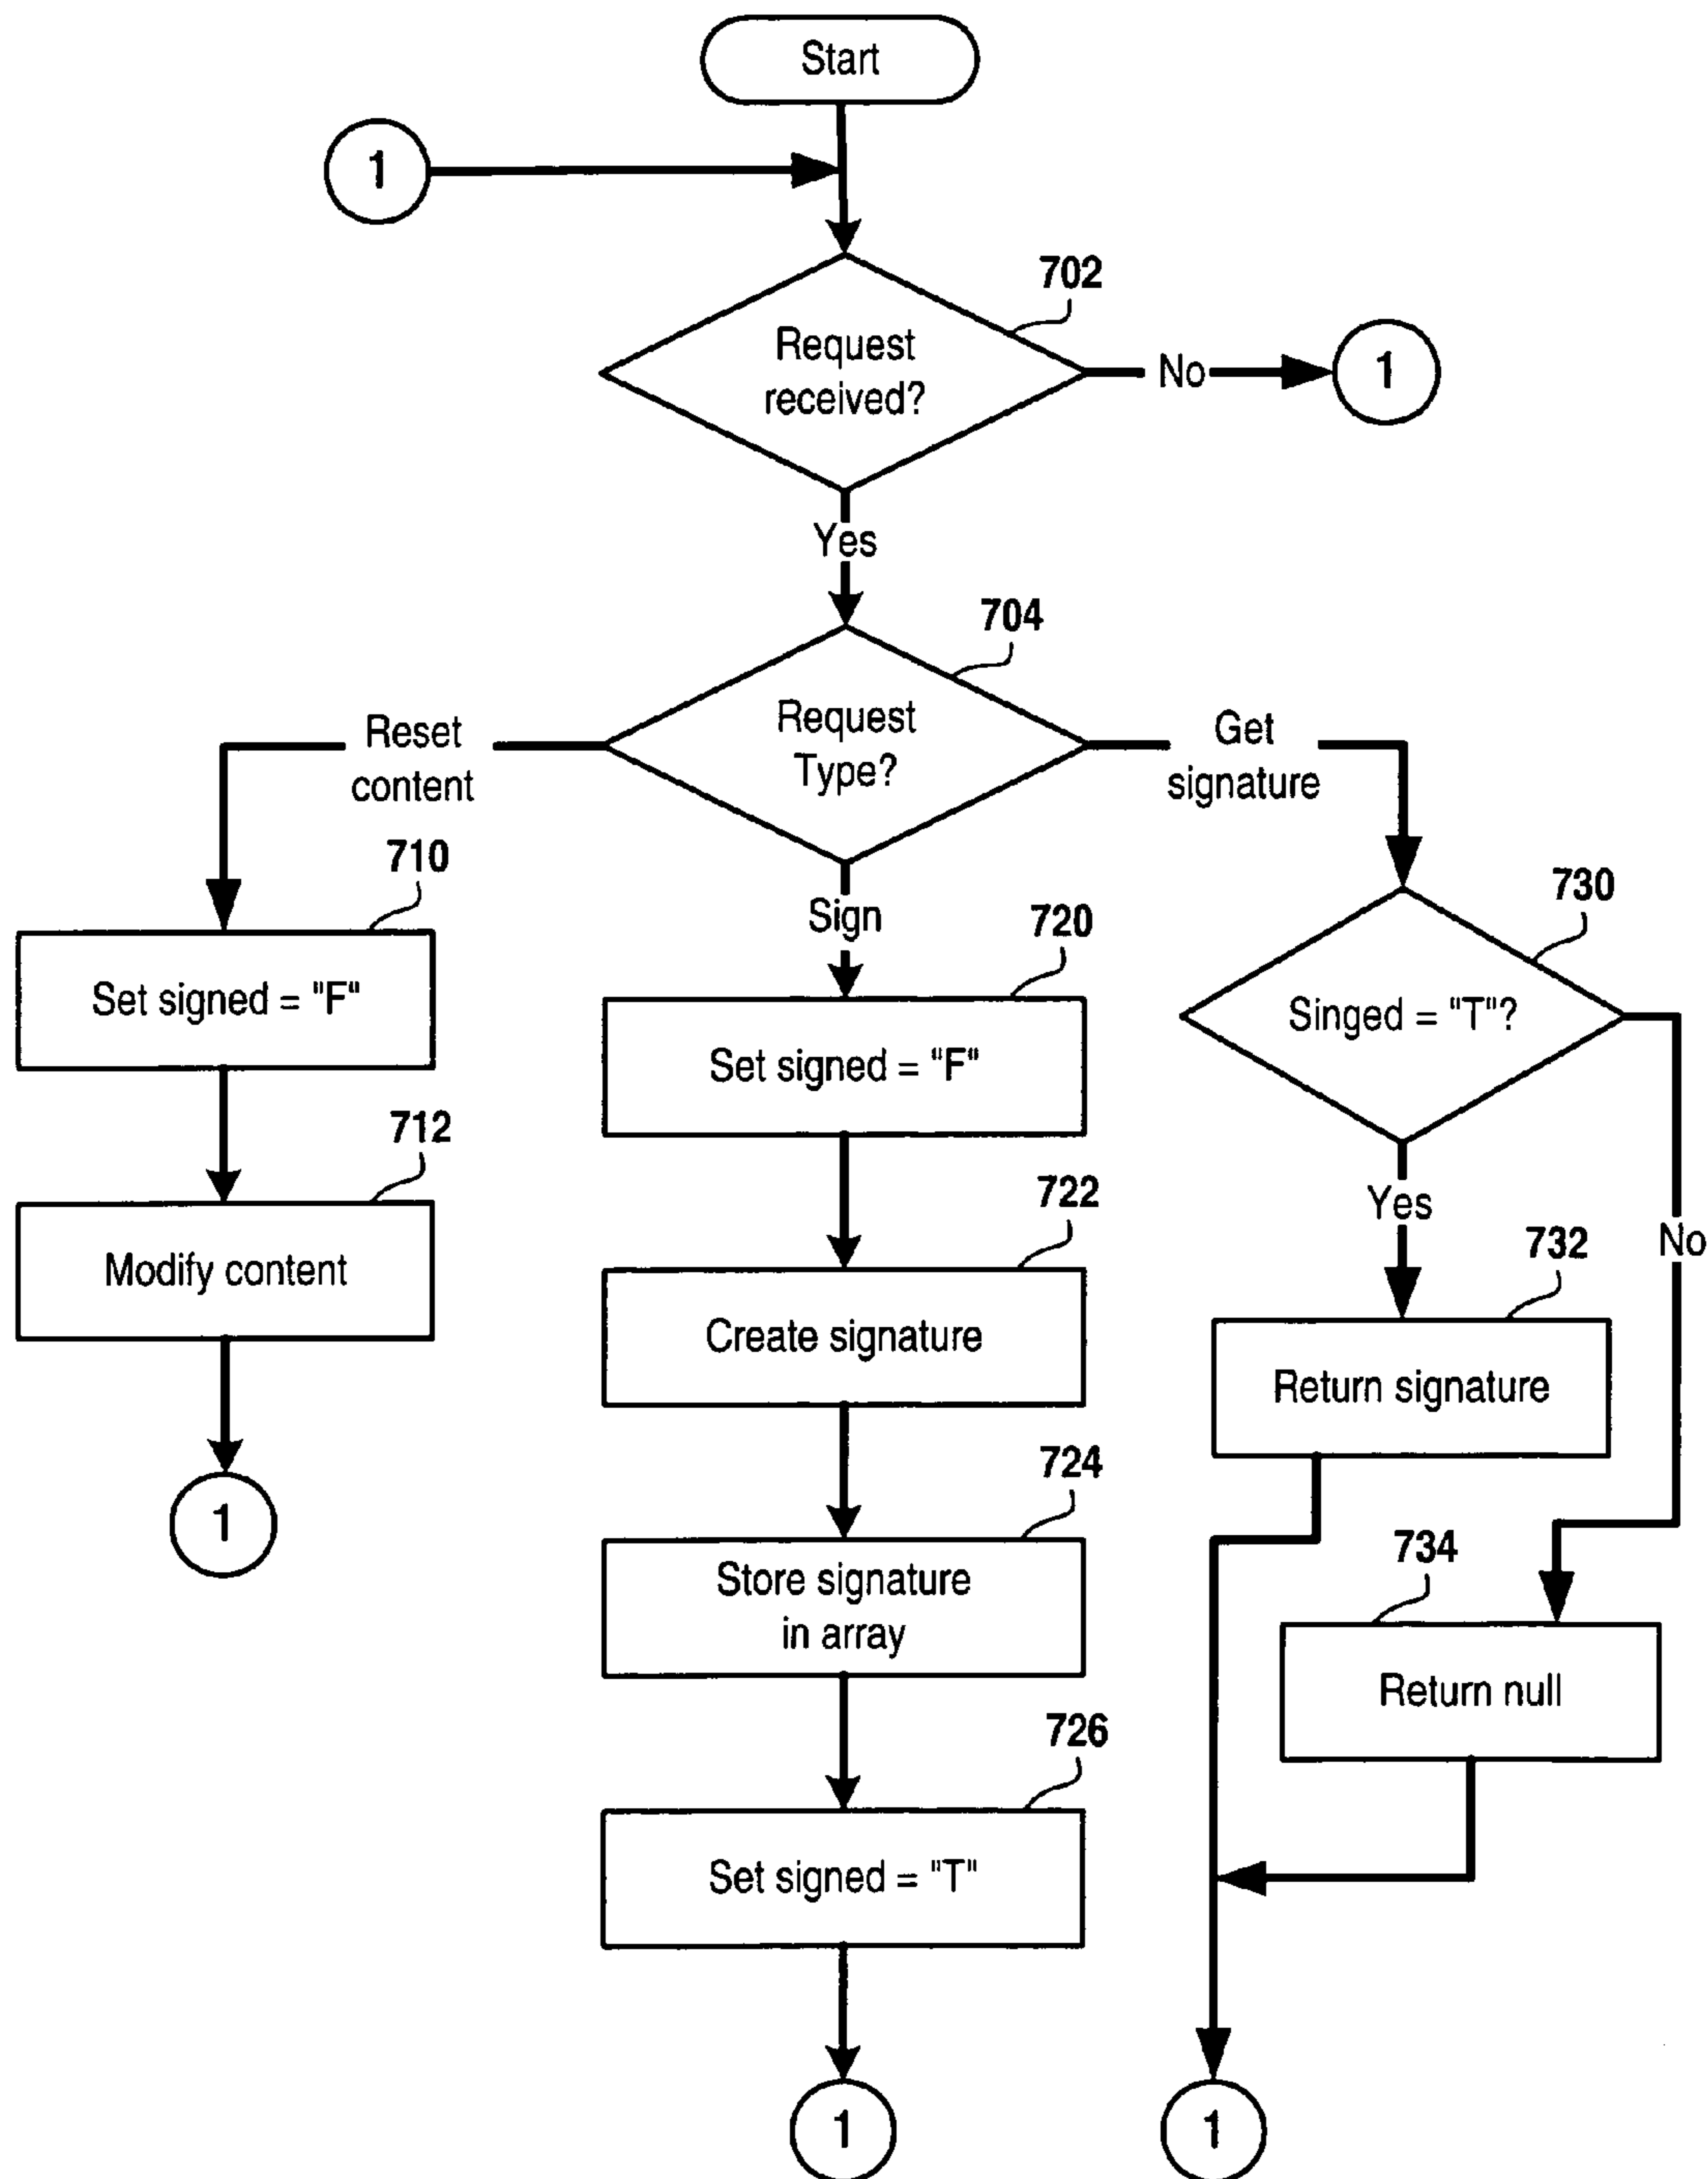 Start
1
702
Request
received?
No
1
Yes
704
Request
Type?
Reset
content
Get
signature
Sign
710
Set signed = "F"
720
Set signed = "F"
730
Singed = "T"?
712
Modify content
722
Create signature
Yes
No
732
Return signature
1
724
Store signature
in array
734
Return null
726
Set signed = "T"
1
1